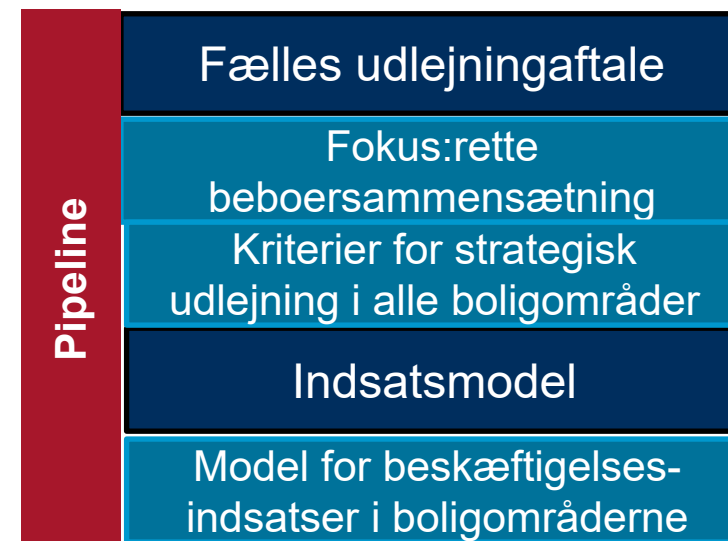 Pipeline
Fælles udlejningaftale
Fokus:rette
beboersammensætning
Kriterier for strategisk
udlejning i alle boligområder
Indsatsmodel
Model for beskæftigelses-
indsatser i boligområderne